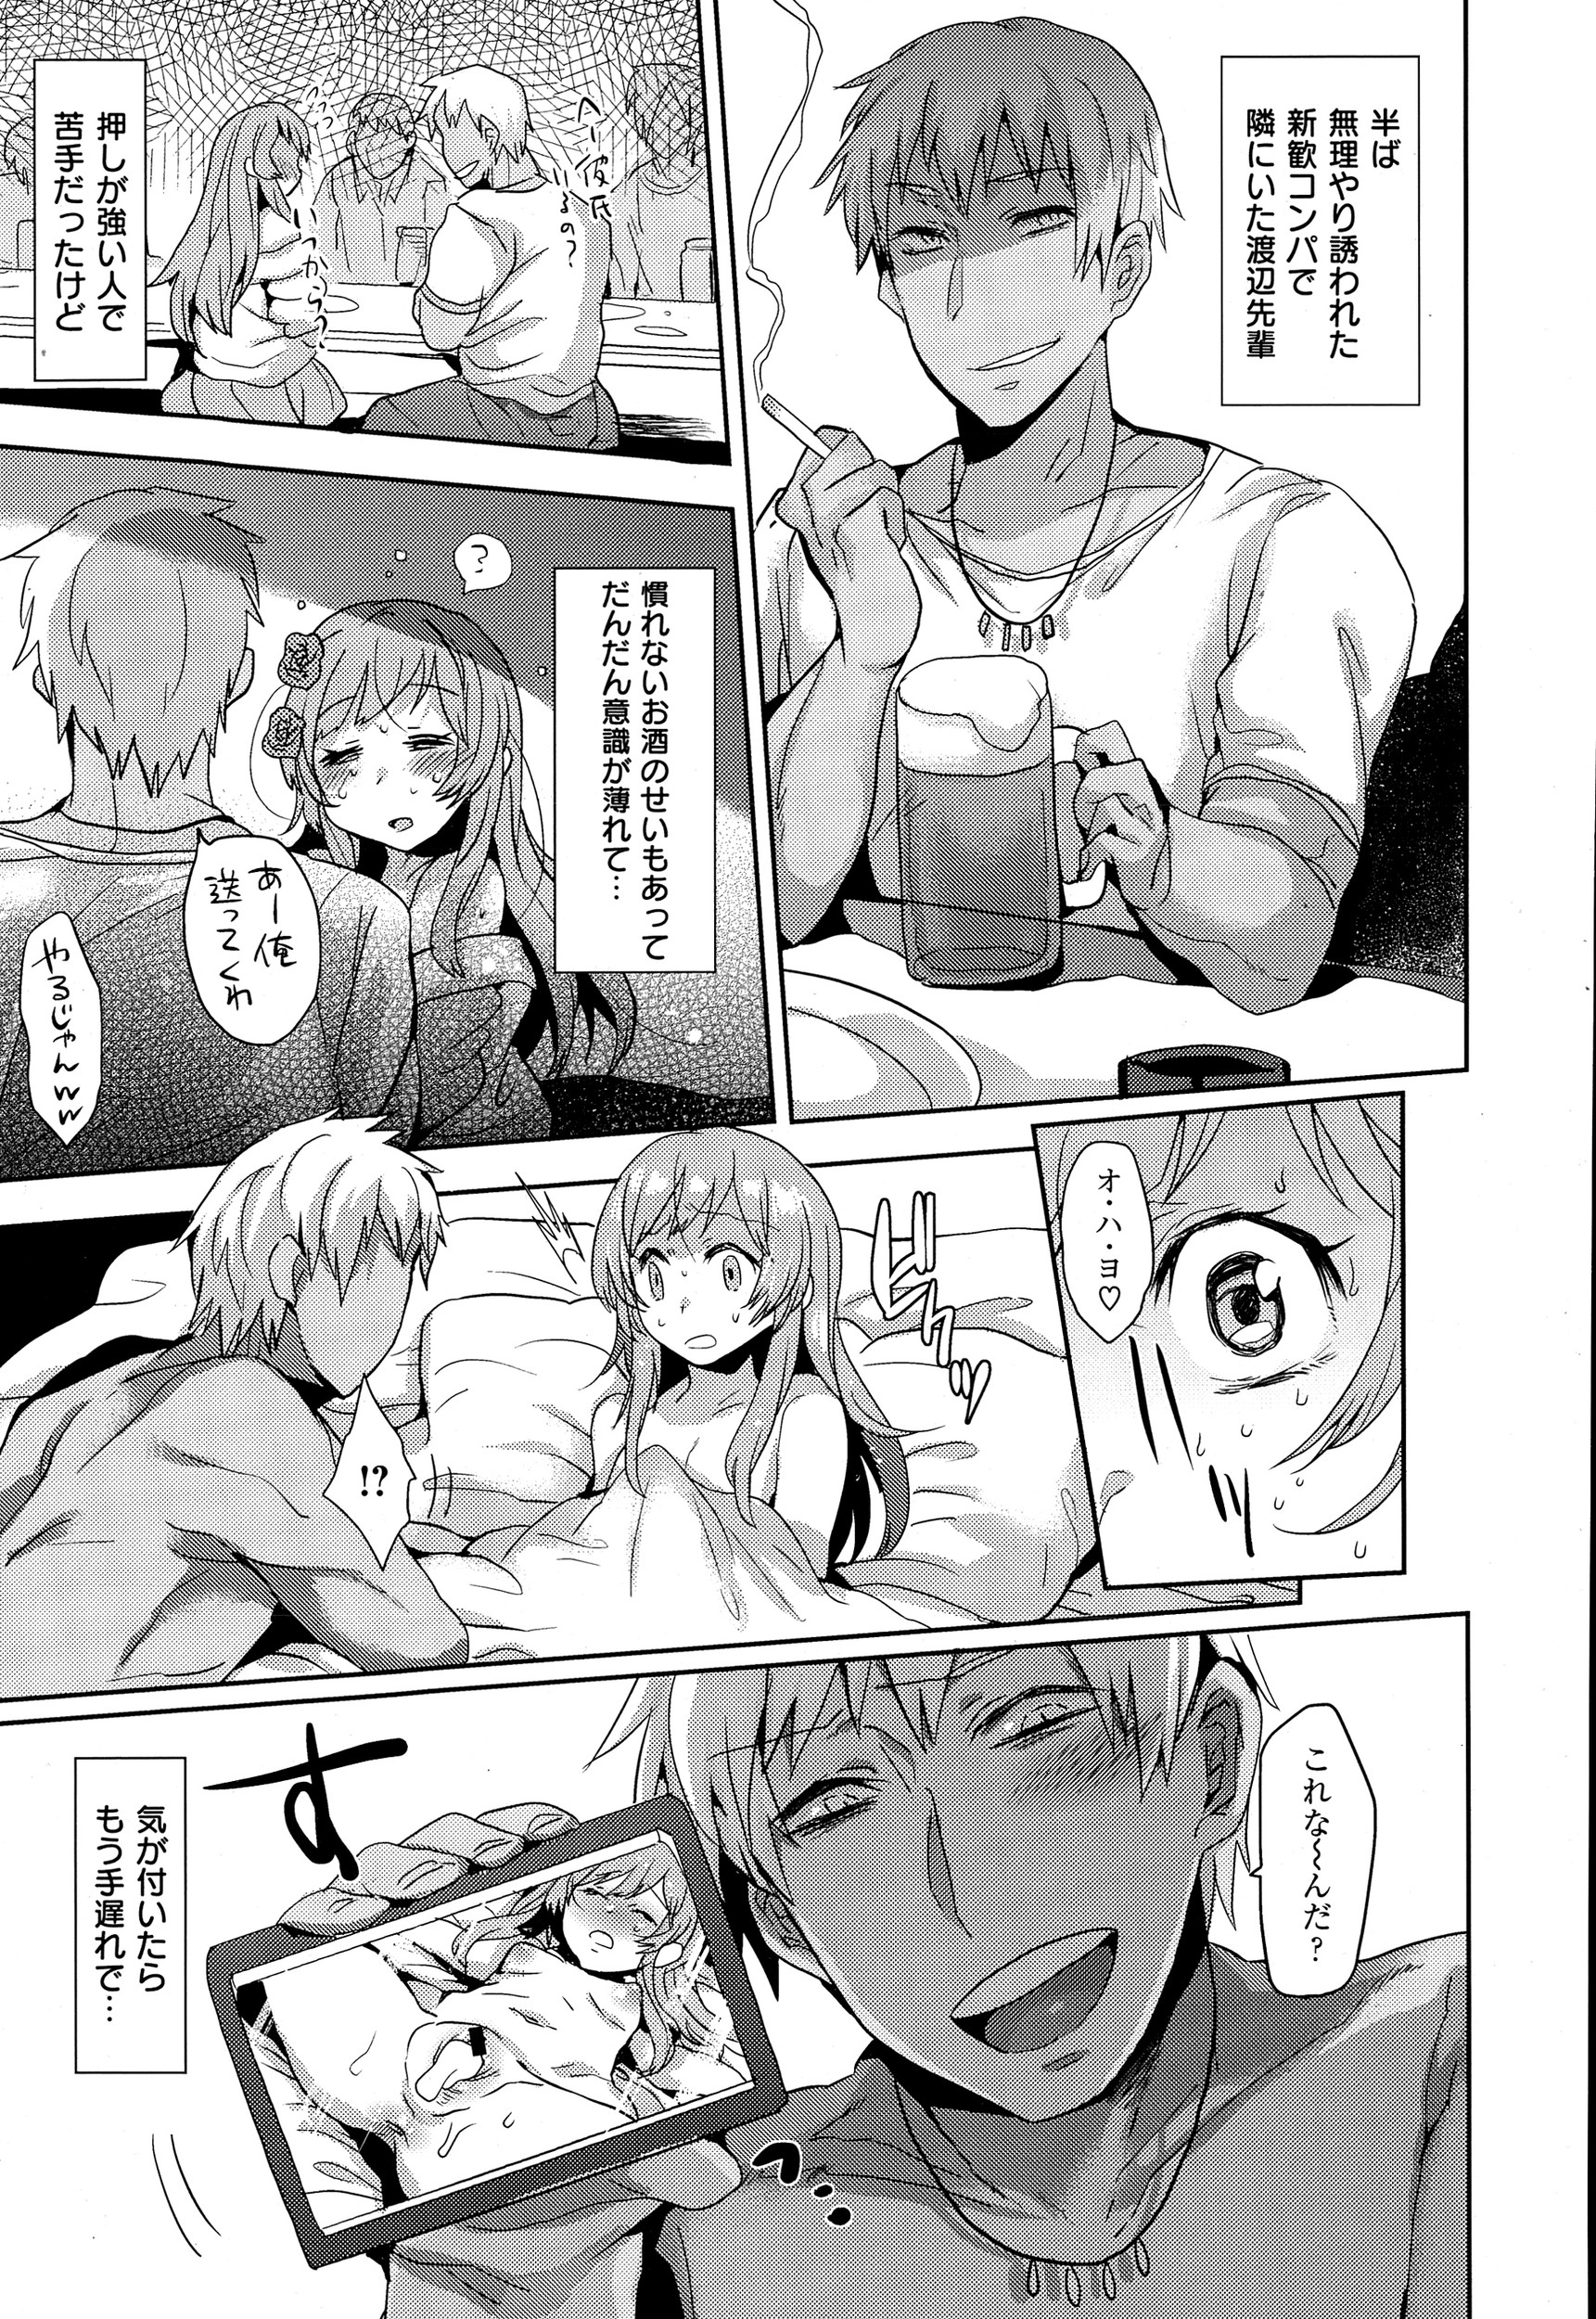 半ば
無理やり誘われた
新歓コンパで
隣にいた渡辺先輩
へー彼氏
いるの?
いつから?
押しが強い人で
苦手だったけど
?
慣れないお酒のせいもあって
だんだん意識が薄れて…
あー俺
送ってくわ
やるじゃんww
オ・ハ・ヨ♡
ビクッ
!?
これな〜んだ?
す
気が付いたら
もう手遅れで…